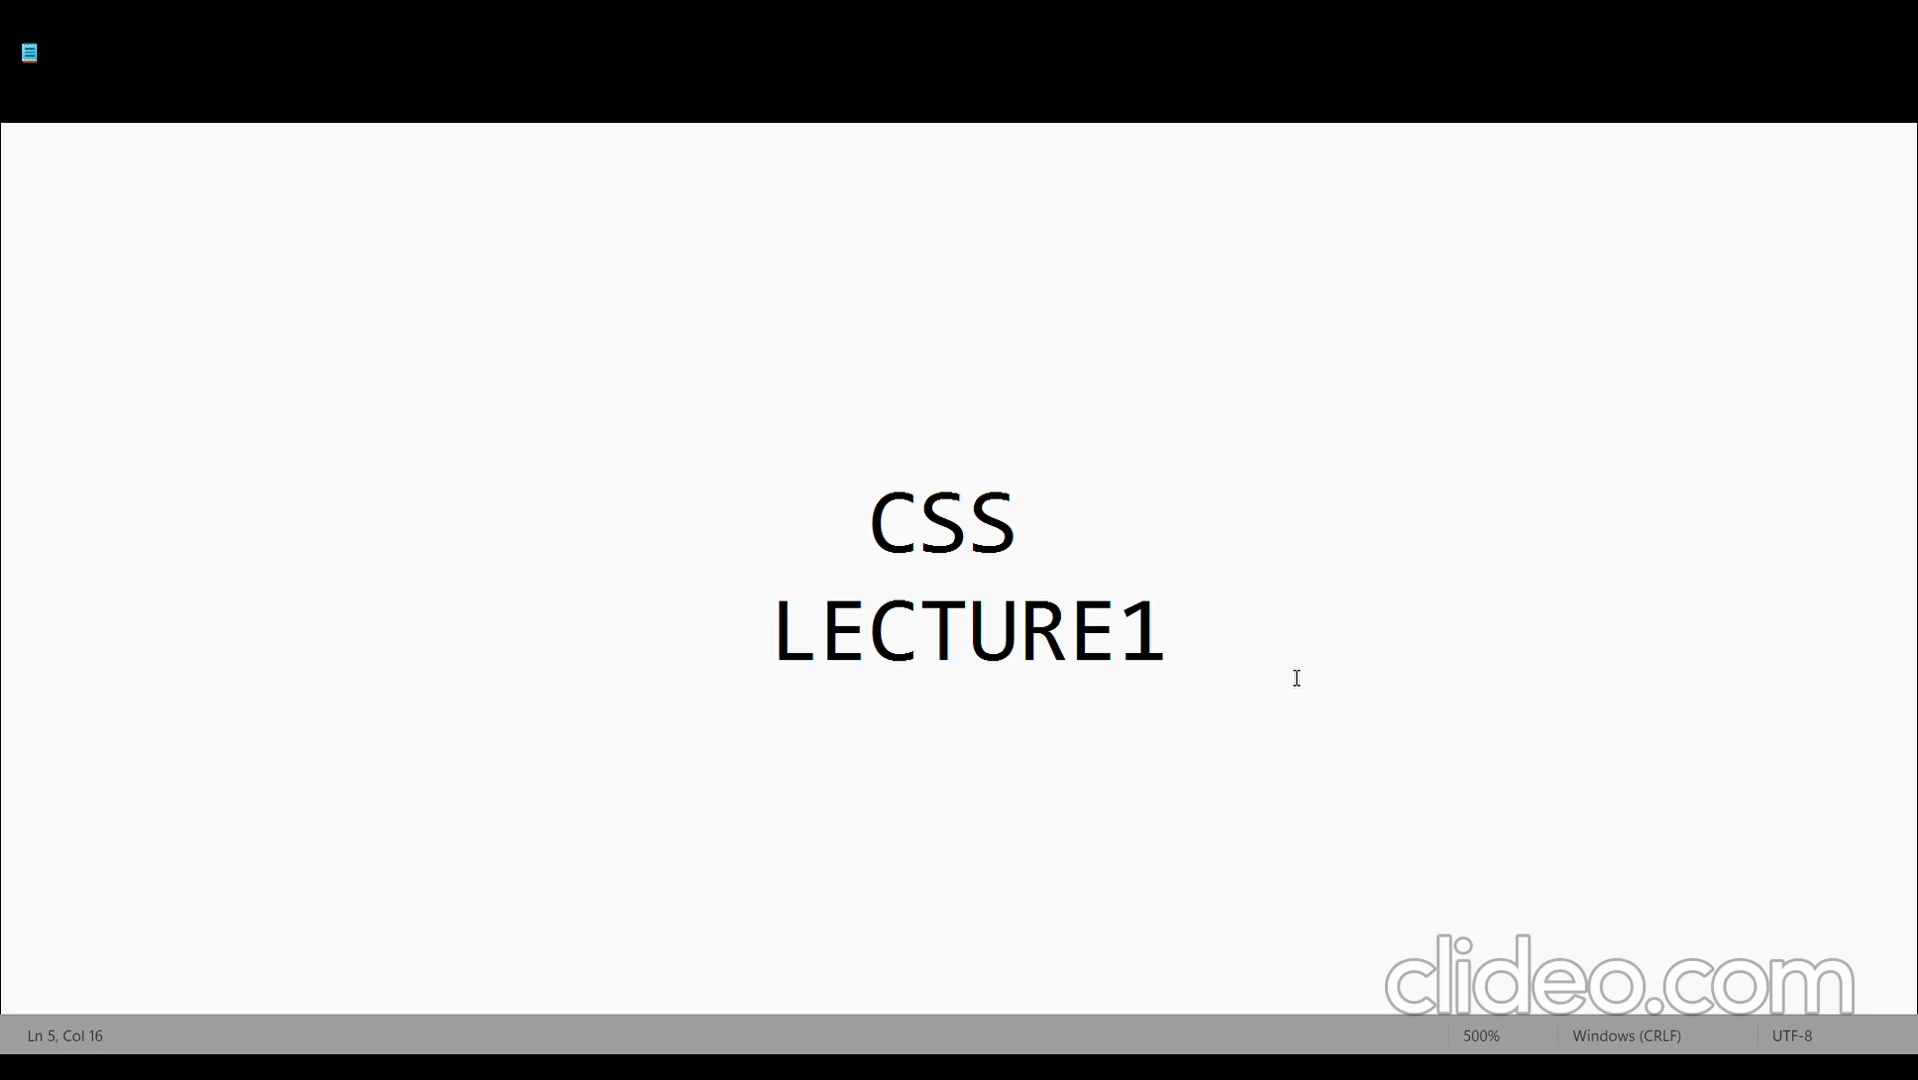 CSS
LECTURE1
clideo.com
Ln 5, Col 16
500%
Windows (CRLF)
UTF-8